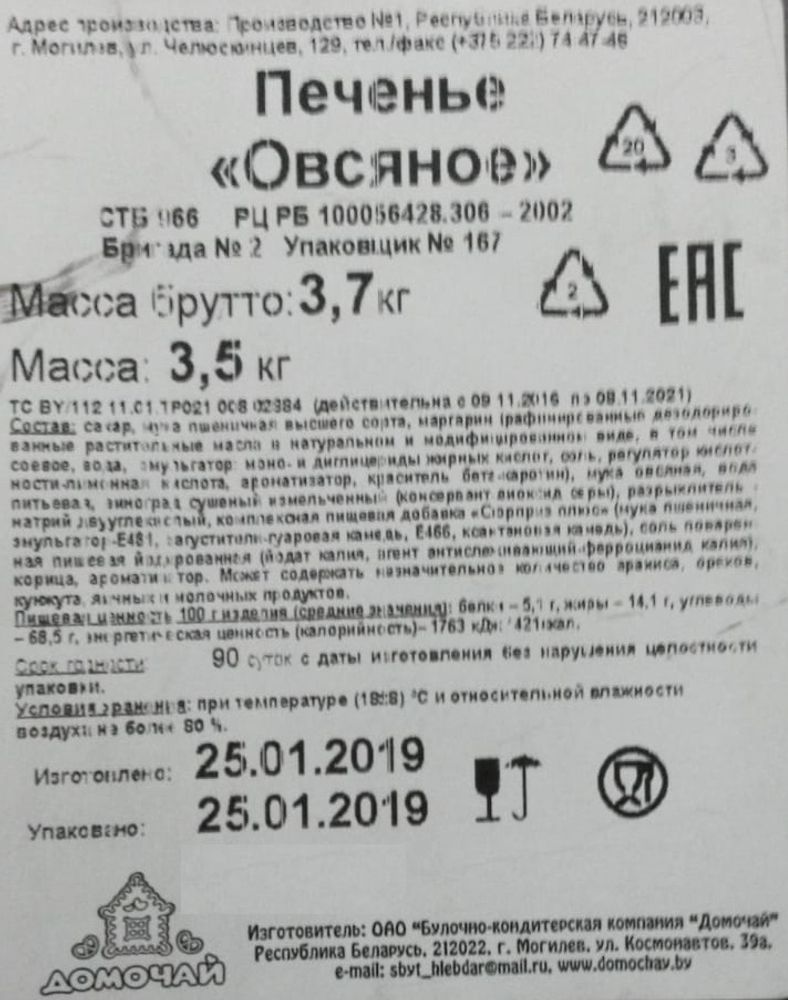 Адрес производства: Производство №1, Республика Беларусь, 212003,
г. Могилев, ул. Челюскинцев, 129, тел./факс (+375 222) 74 47 46
Печенье
«Овсяное»
20
3
СТБ 966 РЦ РБ 100056428.306 – 2002
Бригада № 2 Упаковщик № 167
2
EAC
Масса брутто: 3,7 кг
Масса: 3,5 кг
ТС BY/112 11.01. ТР021 008 02384 (действительна с 09 11.2016 по 08.11.2021)
Состав: сахар, мука пшеничная высшего сорта, маргарин (рафинированные дезодориро-
ванные растительные масла в натуральном и модифицированном виде, в том числе
соевое, вода, эмульгатор: моно- и диглицериды жирных кислот, соль, регулятор кислот-
ности-лимонная кислота, ароматизатор, краситель бета-каротин), мука овсяная, вода
питьевая, виноград сушеный измельченный (консервант диоксид серы), разрыхлитель -
натрий двууглекислый, комплексная пищевая добавка «Сюрприз плюс» (мука пшеничная,
эмульгатор-Е481, загустители-гуаровая камедь, Е466, ксантановая камедь), соль поварен-
ная пищевая йодированная (йодат калия, агент антислеживающий-ферроцианид калия),
корица, ароматизатор. Может содержать незначительное количество арахиса, орехов,
кунжута, яичных и молочных продуктов.
Пищевая ценность 100 г изделия (средние значения): белки – 5,1 г, жиры – 14,1 г, углеводы
– 68,5 г, энергетическая ценность (калорийность)– 1763 кДж/ 421ккал.
Срок годности: 90 суток с даты изготовления без нарушения целостности
упаковки.
Условия хранения: при температуре (18±8) °С и относительной влажности
воздуха не более 80 %.
Изготовлено: 25.01.2019
Упаковано: 25.01.2019
ДОМОЧАЙ
Изготовитель: ОАО "Булочно-кондитерская компания "Домочай"
Республика Беларусь, 212022, г. Могилев, ул. Космонавтов, 39а,
e-mail: sbyt_hlebdar@mail.ru, www.domochay.by